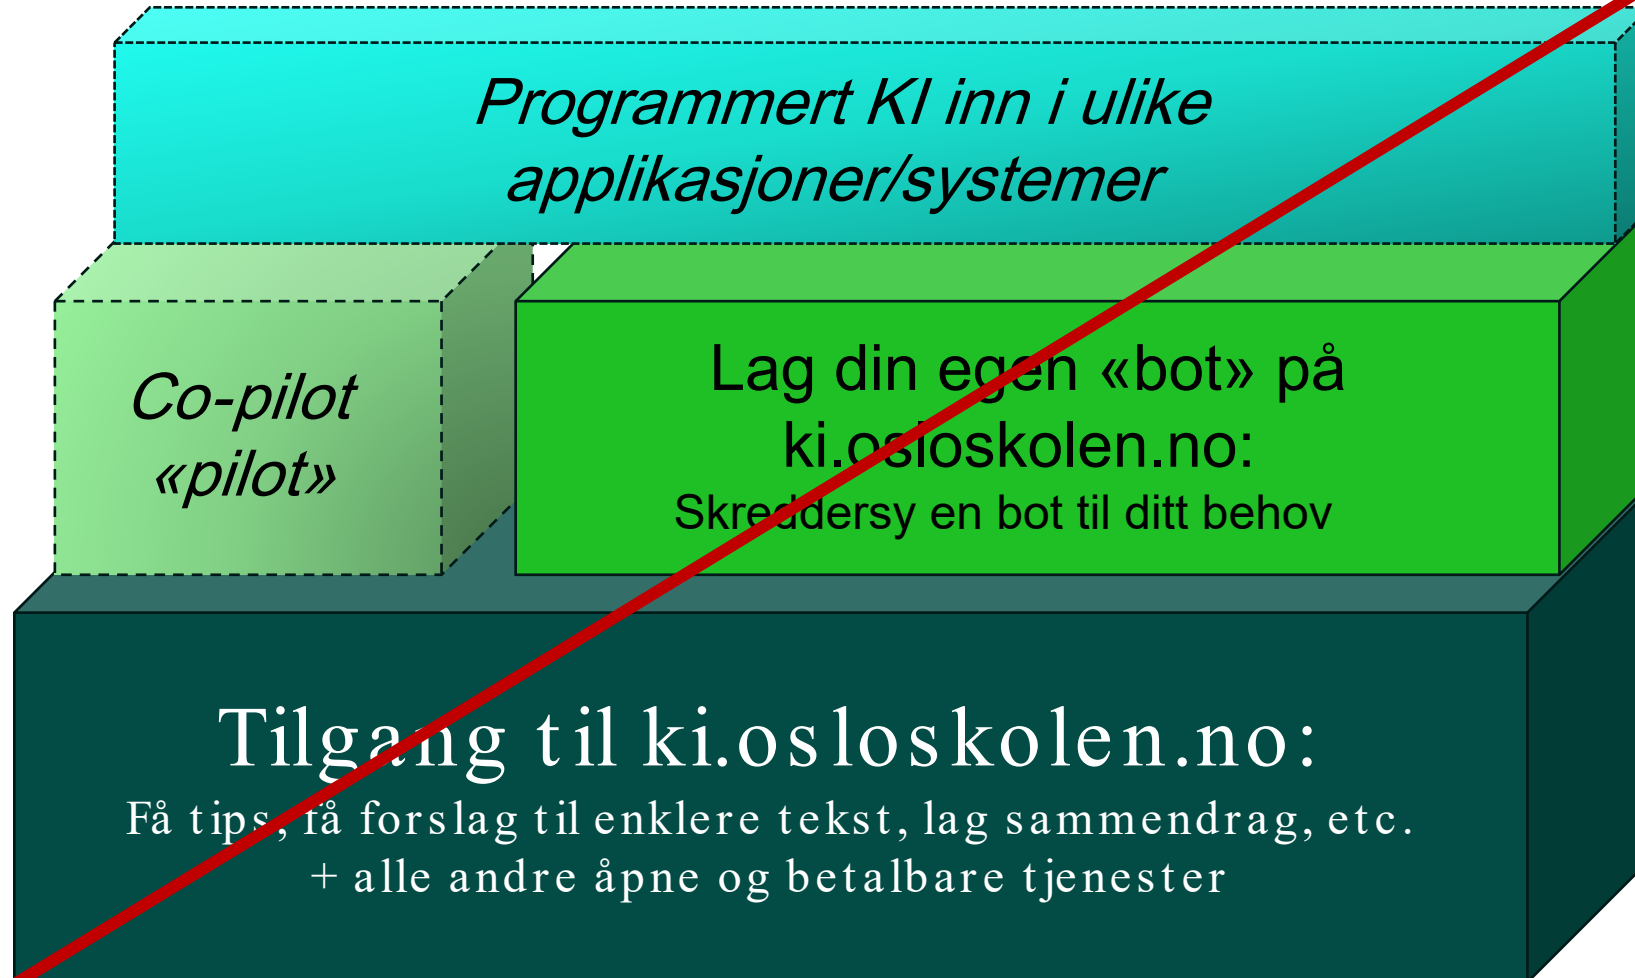 Programmert KI inn i ulike
applikasjoner/systemer
Co-pilot
«pilot»
Lag din egen «bot» på
ki.osloskolen.no:
Skreddersy en bot til ditt behov
Tilgang til ki.osloskolen.no:
Få tips, få forslag til enklere tekst, lag sammendrag, etc.
+ alle andre åpne og betalbare tjenester